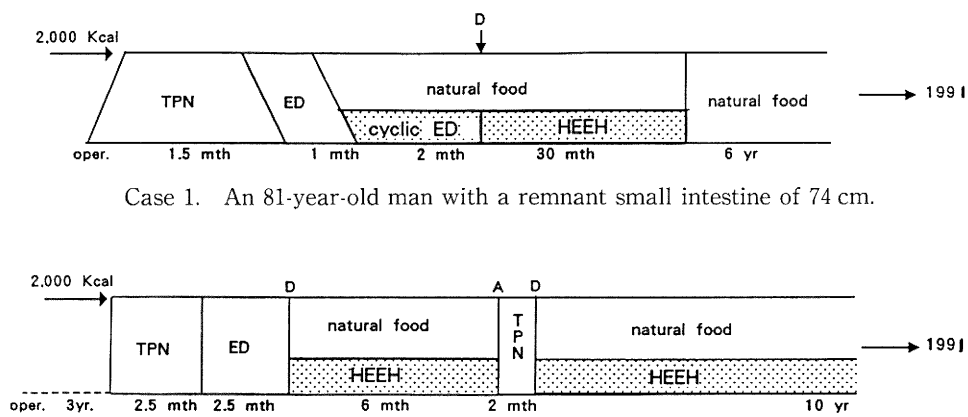 D
2,000 Kcal
natural food
TPN ED natural food 1991
cyclic ED HEEH
oper. 1.5 mth 1 mth 2 mth 30 mth 6 yr
Case 1. An 81-year-old man with a remnant small intestine of 74 cm.
2,000 Kcal D A D
natural food TPN natural food
TPN ED 1991
HEEH HEEH
oper. 3yr. 2.5 mth 2.5 mth 6 mth 2 mth 10 yr